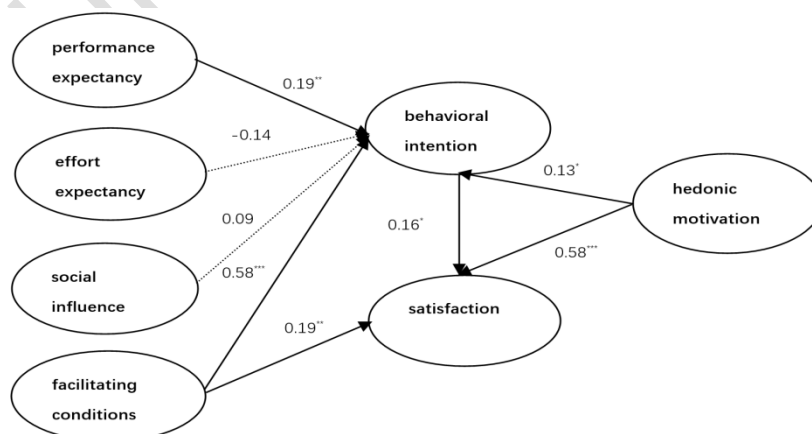 performance
expectancy
0.19**
behavioral
intention
-0.14
effort
expectancy
0.13*
hedonic
motivation
0.09
0.16*
social
influence
0.58***
0.58***
satisfaction
0.19**
facilitating
conditions